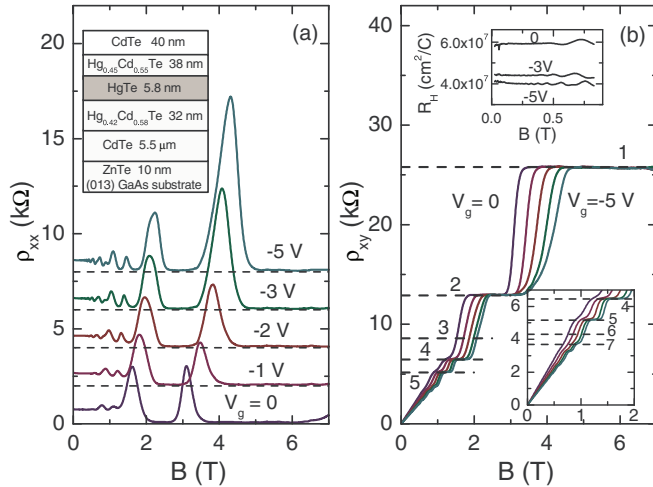 (a)
20
15
10
5
0
ρxx (kΩ)
CdTe 40 nm
Hg0.45Cd0.55Te 38 nm
HgTe 5.8 nm
Hg0.42Cd0.58Te 32 nm
CdTe 5.5 μm
ZnTe 10 nm
(013) GaAs substrate
-5 V
-3 V
-2 V
-1 V
Vg = 0
0 2 4 6
B (T)
(b)
40
30
20
10
0
ρxy (kΩ)
6.0x10⁷
4.0x10⁷
RH (cm²/C)
0
-3V
-5V
0.0 0.5
B (T)
1
Vg = 0
Vg=-5 V
2
3
4
5
6
4
2
0
4
5
6
7
0 1 2
0 2 4 6
B (T)